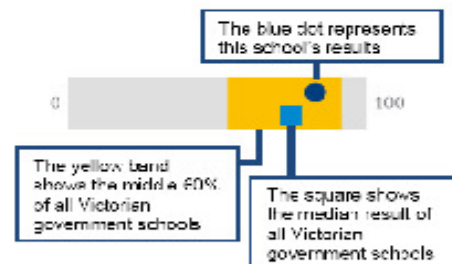 The blue dot represents
this school's results
0
100
The yellow band
shows the middle 60%
of all Victorian
government schools
The square shows
the median result of
all Victorian
government schools